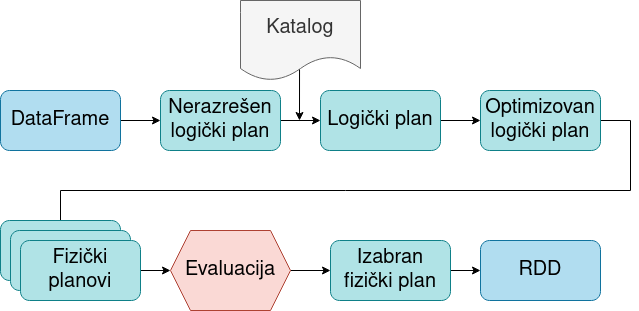 Katalog
DataFrame
Nerazrešen
logički plan
Logički plan
Optimizovan
logički plan
Fizički
planovi
Evaluacija
Izabran
fizički plan
RDD